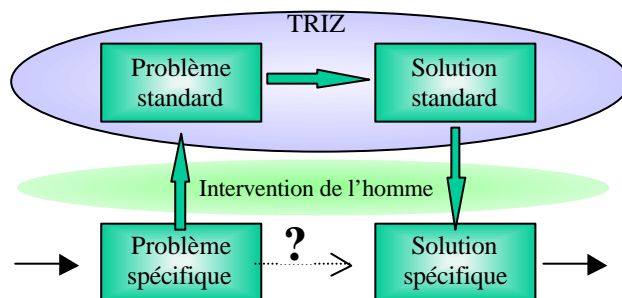 TRIZ
Problème
standard
Solution
standard
Intervention de l’homme
Problème
spécifique
?
Solution
spécifique